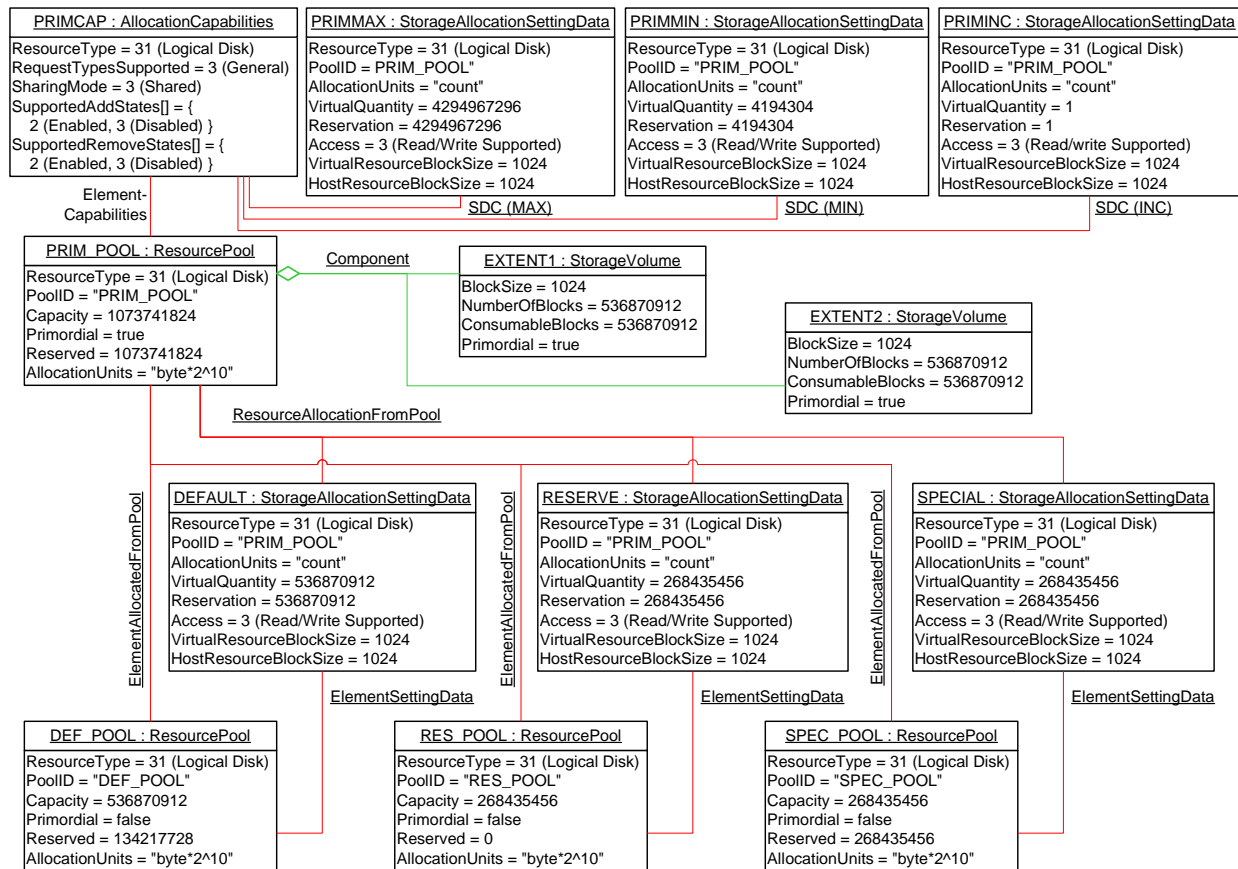 PRIMCAP : AllocationCapabilities
ResourceType = 31 (Logical Disk)
RequestTypesSupported = 3 (General)
SharingMode = 3 (Shared)
SupportedAddStates[] = {
2 (Enabled, 3 (Disabled) }
SupportedRemoveStates[] = {
2 (Enabled, 3 (Disabled) }
PRIMMAX : StorageAllocationSettingData
ResourceType = 31 (Logical Disk)
PoolID = PRIM_POOL"
AllocationUnits = "count"
VirtualQuantity = 4294967296
Reservation = 4294967296
Access = 3 (Read/Write Supported)
VirtualResourceBlockSize = 1024
HostResourceBlockSize = 1024
PRIMMIN : StorageAllocationSettingData
ResourceType = 31 (Logical Disk)
PoolID = "PRIM_POOL"
AllocationUnits = "count"
VirtualQuantity = 4194304
Reservation = 4194304
Access = 3 (Read/Write Supported)
VirtualResourceBlockSize = 1024
HostResourceBlockSize = 1024
PRIMINC : StorageAllocationSettingData
ResourceType = 31 (Logical Disk)
PoolID = "PRIM_POOL"
AllocationUnits = "count"
VirtualQuantity = 1
Reservation = 1
Access = 3 (Read/write Supported)
VirtualResourceBlockSize = 1024
HostResourceBlockSize = 1024
Element-
Capabilities
SDC (MAX)
SDC (MIN)
SDC (INC)
PRIM_POOL : ResourcePool
ResourceType = 31 (Logical Disk)
PoolID = "PRIM_POOL"
Capacity = 1073741824
Primordial = true
Reserved = 1073741824
AllocationUnits = "byte*2^10"
Component
EXTENT1 : StorageVolume
BlockSize = 1024
NumberOfBlocks = 536870912
ConsumableBlocks = 536870912
Primordial = true
EXTENT2 : StorageVolume
BlockSize = 1024
NumberOfBlocks = 536870912
ConsumableBlocks = 536870912
Primordial = true
ResourceAllocationFromPool
ElementAllocatedFromPool
DEFAULT : StorageAllocationSettingData
ResourceType = 31 (Logical Disk)
PoolID = "PRIM_POOL"
AllocationUnits = "count"
VirtualQuantity = 536870912
Reservation = 536870912
Access = 3 (Read/Write Supported)
VirtualResourceBlockSize = 1024
HostResourceBlockSize = 1024
ElementAllocatedFromPool
RESERVE : StorageAllocationSettingData
ResourceType = 31 (Logical Disk)
PoolID = "PRIM_POOL"
AllocationUnits = "count"
VirtualQuantity = 268435456
Reservation = 268435456
Access = 3 (Read/Write Supported)
VirtualResourceBlockSize = 1024
HostResourceBlockSize = 1024
ElementAllocatedFromPool
SPECIAL : StorageAllocationSettingData
ResourceType = 31 (Logical Disk)
PoolID = "PRIM_POOL"
AllocationUnits = "count"
VirtualQuantity = 268435456
Reservation = 268435456
Access = 3 (Read/Write Supported)
VirtualResourceBlockSize = 1024
HostResourceBlockSize = 1024
ElementSettingData
ElementSettingData
ElementSettingData
DEF_POOL : ResourcePool
ResourceType = 31 (Logical Disk)
PoolID = "DEF_POOL"
Capacity = 536870912
Primordial = false
Reserved = 134217728
AllocationUnits = "byte*2^10"
RES_POOL : ResourcePool
ResourceType = 31 (Logical Disk)
PoolID = "RES_POOL"
Capacity = 268435456
Primordial = false
Reserved = 0
AllocationUnits = "byte*2^10"
SPEC_POOL : ResourcePool
ResourceType = 31 (Logical Disk)
PoolID = "SPEC_POOL"
Capacity = 268435456
Primordial = false
Reserved = 268435456
AllocationUnits = "byte*2^10"